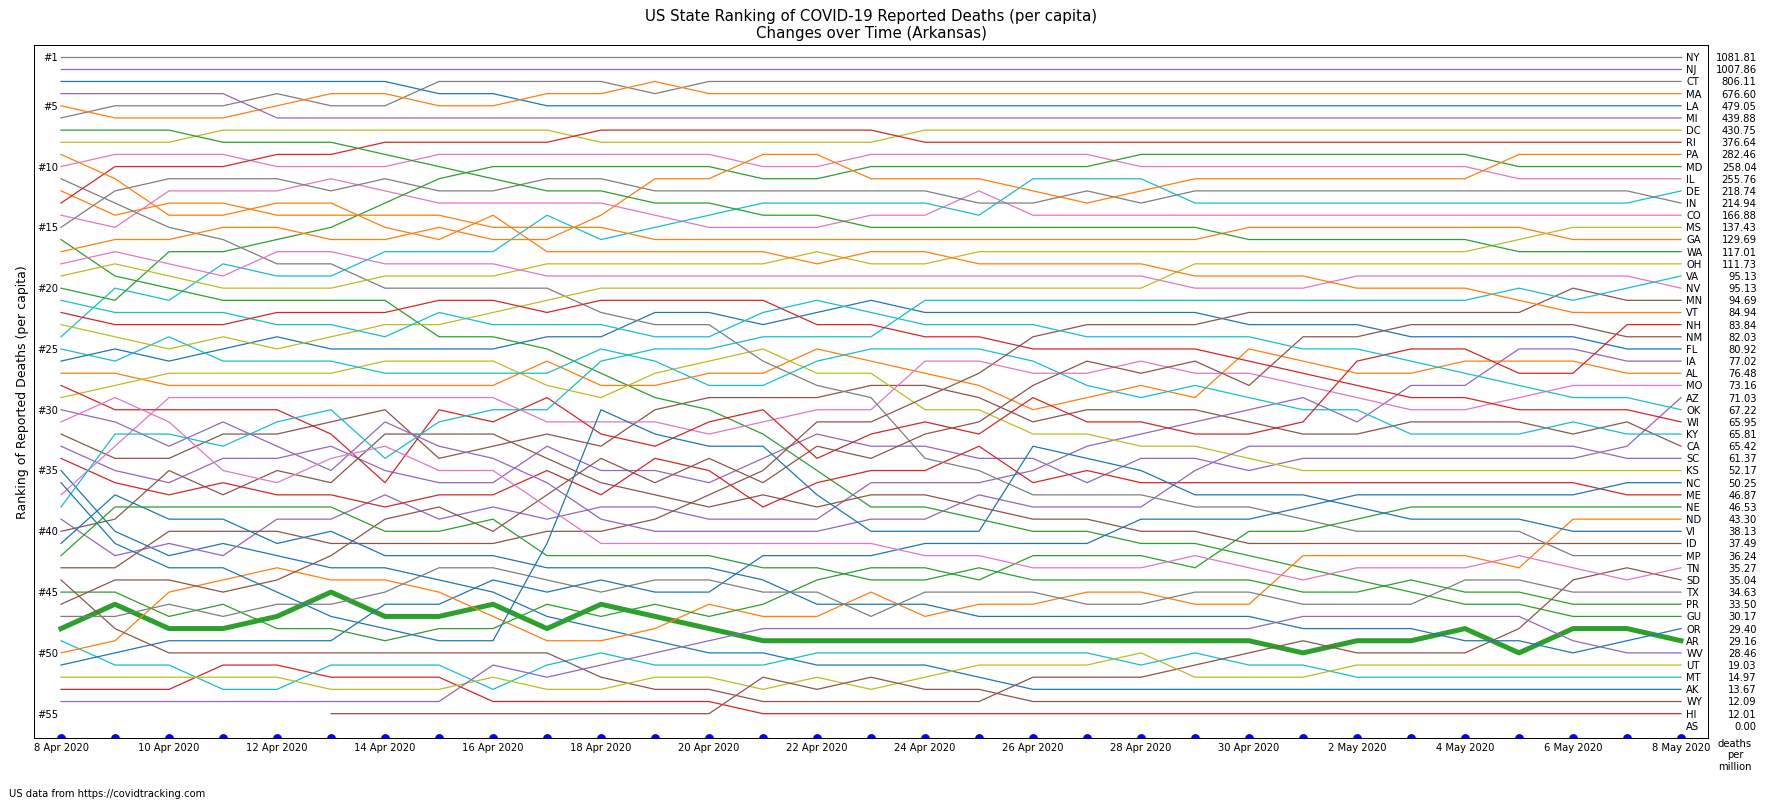 US State Ranking of COVID-19 Reported Deaths (per capita)
Changes over Time (Arkansas)
Ranking of Reported Deaths (per capita)
#1
#5
#10
#15
#20
#25
#30
#35
#40
#45
#50
#55
NY 1081.81
NJ 1007.86
CT 806.11
MA 676.60
LA 479.05
MI 439.88
DC 430.75
RI 376.64
PA 282.46
MD 258.04
IL 255.76
DE 218.74
IN 214.94
CO 166.88
MS 137.43
GA 129.69
WA 117.01
OH 111.73
VA 95.13
NV 95.13
MN 94.69
VT 84.94
NH 83.84
NM 82.03
FL 80.92
IA 77.02
AL 76.48
MO 73.16
AZ 71.03
OK 67.22
WI 65.95
KY 65.81
CA 65.42
SC 61.37
KS 52.17
NC 50.25
ME 46.87
NE 46.53
ND 43.30
VI 38.13
ID 37.49
MP 36.24
TN 35.27
SD 35.04
TX 34.63
PR 33.50
GU 30.17
OR 29.40
AR 29.16
WV 28.46
UT 19.03
MT 14.97
AK 13.67
WY 12.09
HI 12.01
AS 0.00
8 Apr 2020 10 Apr 2020 12 Apr 2020 14 Apr 2020 16 Apr 2020 18 Apr 2020 20 Apr 2020 22 Apr 2020 24 Apr 2020 26 Apr 2020 28 Apr 2020 30 Apr 2020 2 May 2020 4 May 2020 6 May 2020 8 May 2020
deaths
per
million
US data from https://covidtracking.com